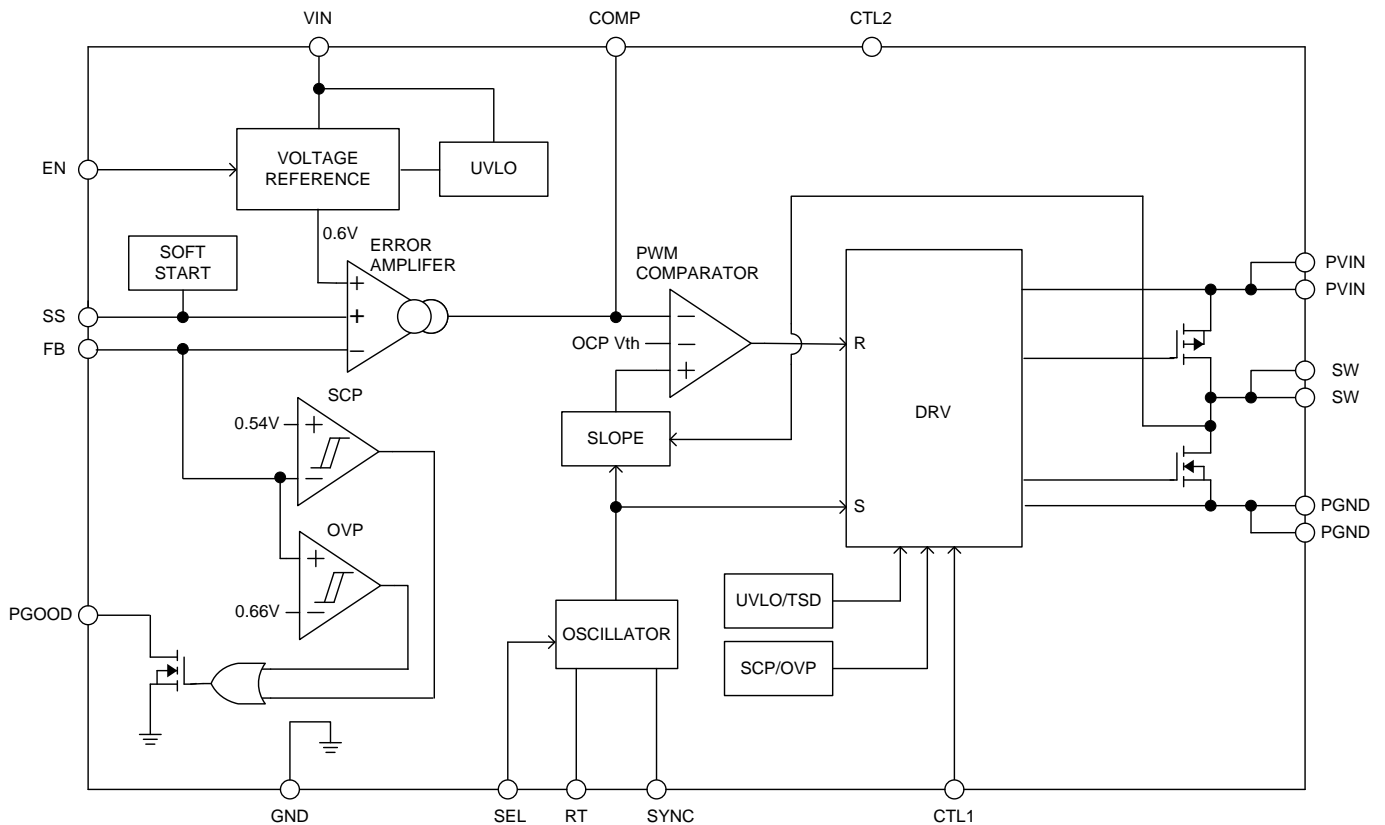 VIN
COMP
CTL2
EN
VOLTAGE
REFERENCE
UVLO
0.6V
SOFT
START
ERROR
AMPLIFER
+
+
−
SS
FB
PWM
COMPARATOR
−
OCP Vth
−
+
R
DRV
S
PVIN
PVIN
SW
SW
PGND
PGND
SCP
0.54V
+
−
SLOPE
OVP
+
0.66V
−
PGOOD
OSCILLATOR
UVLO/TSD
SCP/OVP
GND
SEL
RT
SYNC
CTL1